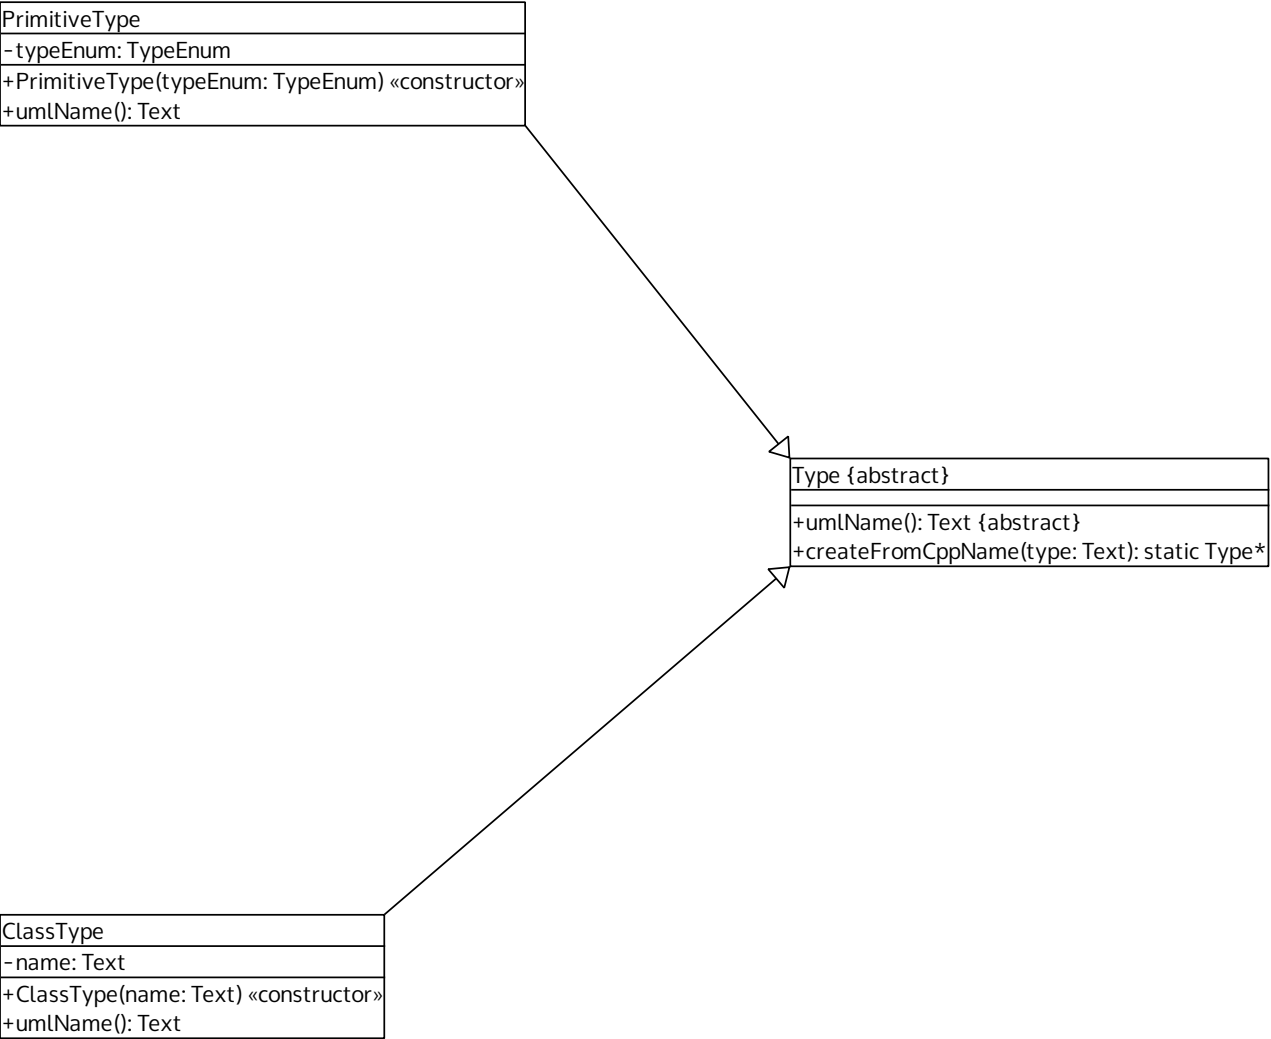 PrimitiveType
-typeEnum: TypeEnum
+PrimitiveType(typeEnum: TypeEnum) «constructor»
+umlName(): Text
Type {abstract}
+umlName(): Text {abstract}
+createFromCppName(type: Text): static Type*
ClassType
-name: Text
+ClassType(name: Text) «constructor»
+umlName(): Text